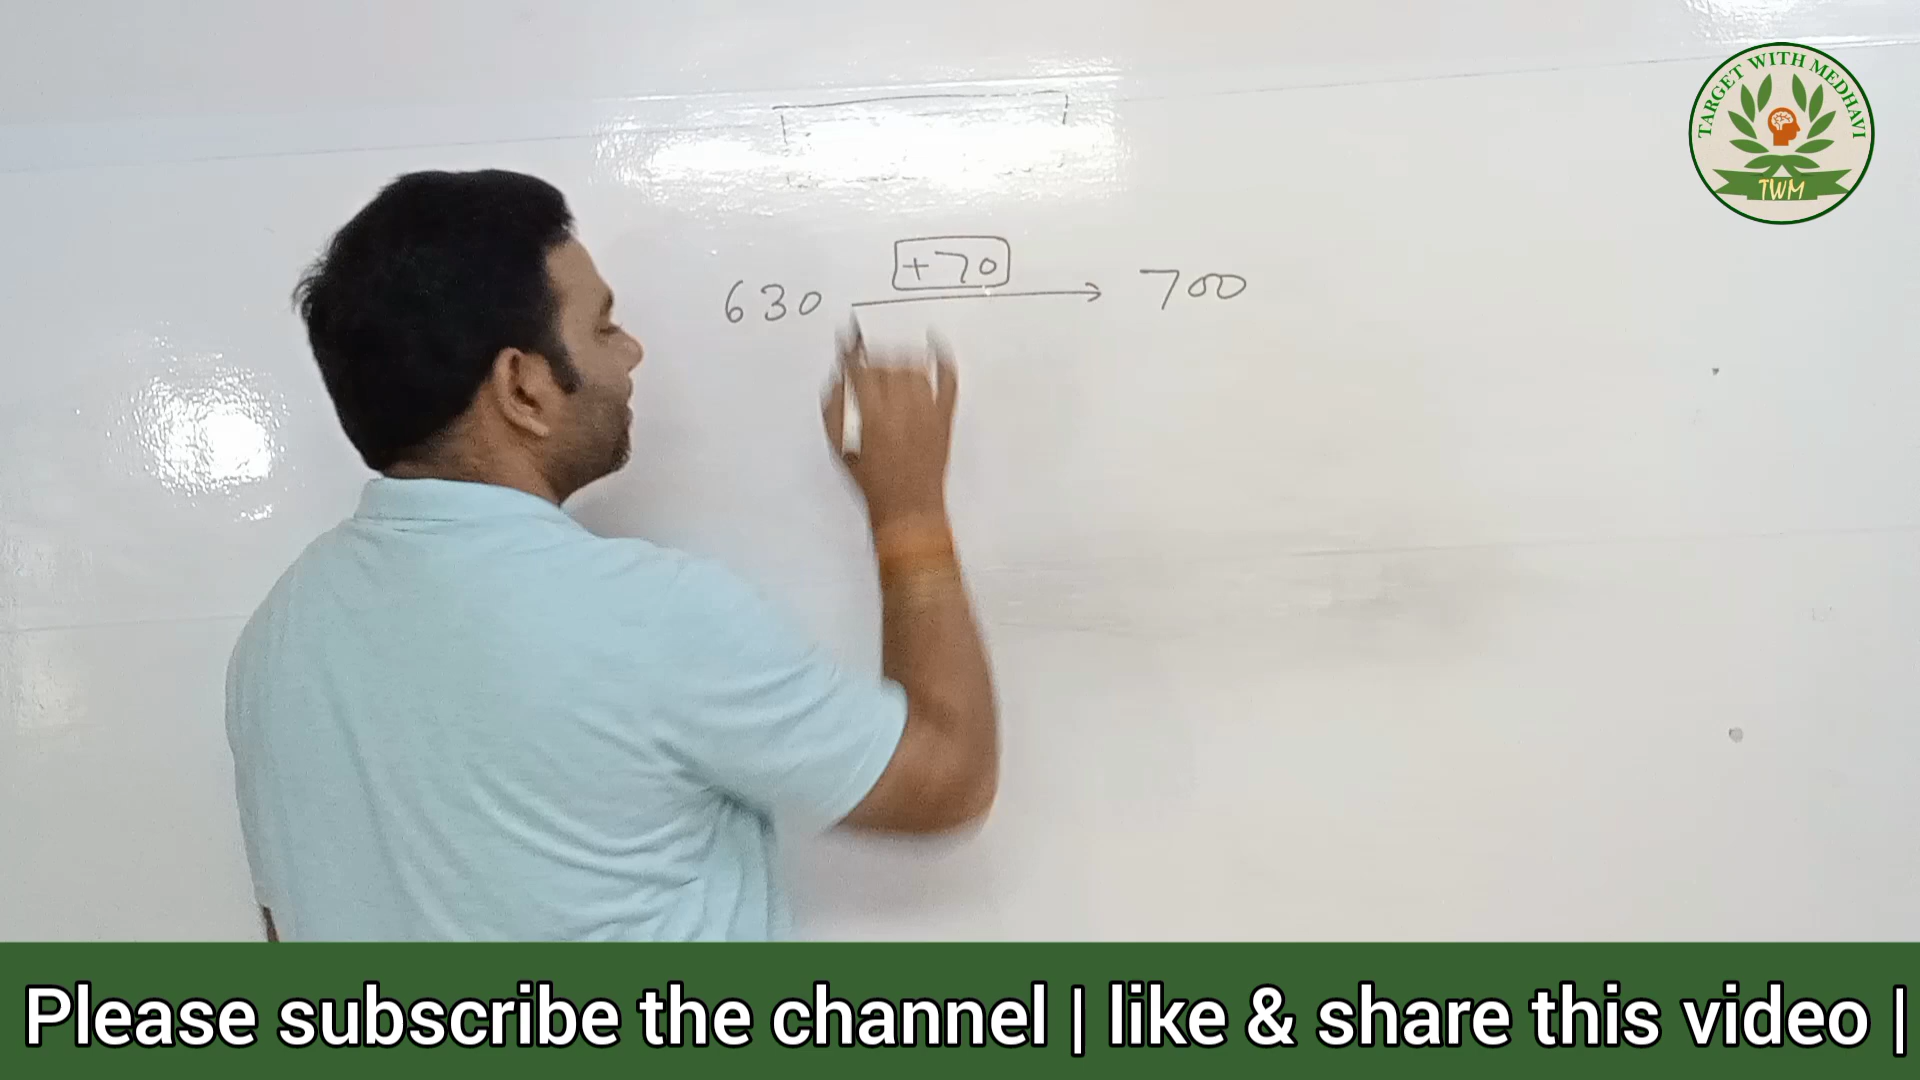 TARGET WITH MEDHAVI
TWM
+70
630 → 700
Please subscribe the channel | like & share this video |